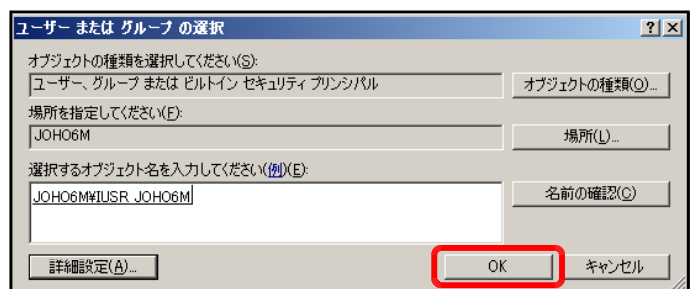 ユーザー または グループ の選択
オブジェクトの種類を選択してください(S):
ユーザー、グループ または ビルトイン セキュリティ プリンシパル
オブジェクトの種類(O)...
場所を指定してください(F):
JOHO6M
場所(L)...
選択するオブジェクト名を入力してください(例)(E):
JOHO6M¥IUSR_JOHO6M
名前の確認(C)
詳細設定(A)...
OK
キャンセル